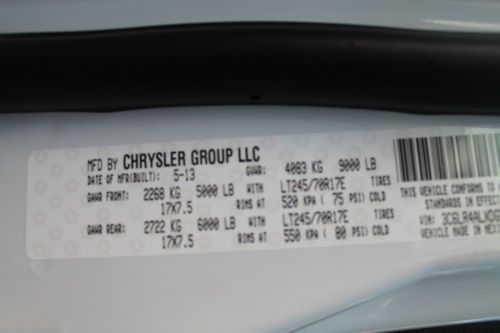 MFD BY CHRYSLER GROUP LLC
DATE OF MFR(BUILT): 5-13 GVWR: 4083 KG 9000 LB
GAWR FRONT: 2268 KG 5000 LB WITH LT245/70R17E TIRES
17X7.5 RIMS AT 520 KPA ( 75 PSI) COLD
GAWR REAR: 2722 KG 6000 LB WITH LT245/70R17E TIRES
17X7.5 RIMS AT 550 KPA ( 80 PSI) COLD
THIS VEHICLE CONFORMS TO
STANDARDS IN EFFECT
VIN:
VEHICLE MADE IN